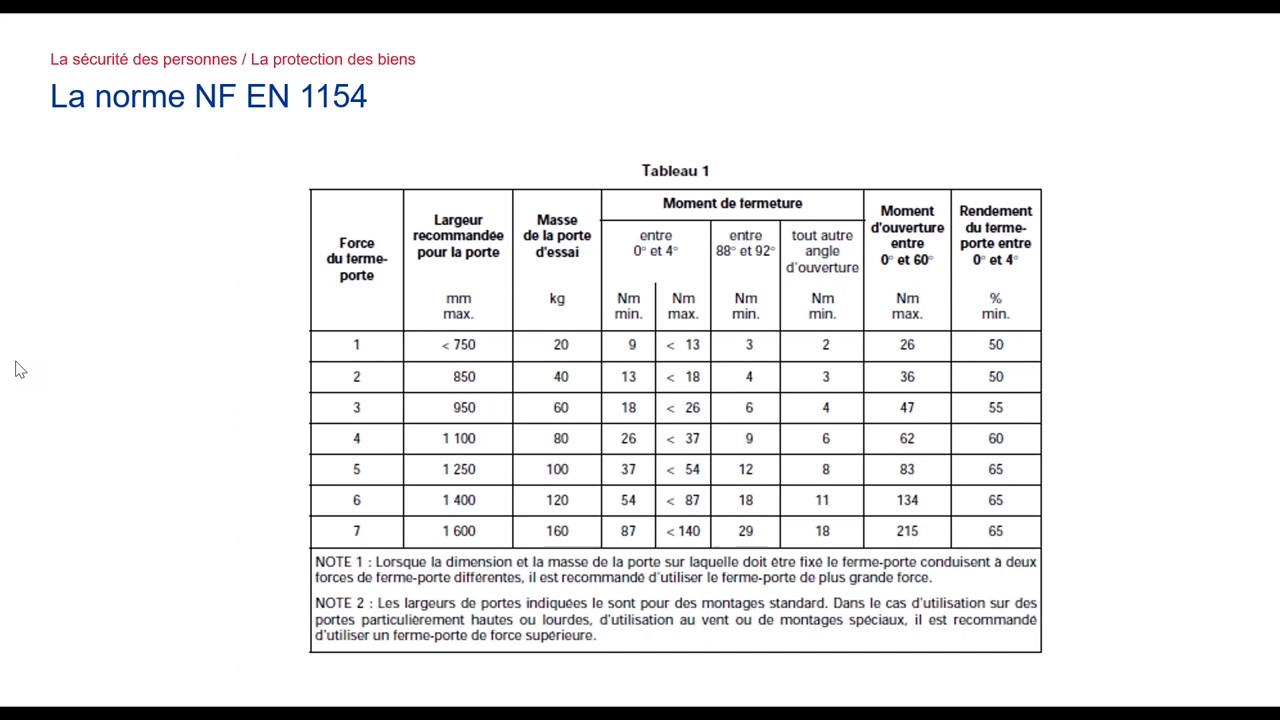 La sécurité des personnes / La protection des biens
La norme NF EN 1154
Tableau 1
Force du ferme-porte
Largeur recommandée pour la porte
Masse de la porte d'essai
Moment de fermeture
Moment d'ouverture entre 0° et 60°
Rendement du ferme-porte entre 0° et 4°
entre 0° et 4°
entre 88° et 92°
tout autre angle d'ouverture
mm max.
kg
Nm min.
Nm max.
Nm min.
Nm min.
Nm max.
% min.
1 < 750 20 9 < 13 3 2 26 50
2 850 40 13 < 18 4 3 36 50
3 950 60 18 < 26 6 4 47 55
4 1 100 80 26 < 37 9 6 62 60
5 1 250 100 37 < 54 12 8 83 65
6 1 400 120 54 < 87 18 11 134 65
7 1 600 160 87 < 140 29 18 215 65
NOTE 1 : Lorsque la dimension et la masse de la porte sur laquelle doit être fixé le ferme-porte conduisent à deux
forces de ferme-porte différentes, il est recommandé d'utiliser le ferme-porte de plus grande force.
NOTE 2 : Les largeurs de portes indiquées le sont pour des montages standard. Dans le cas d'utilisation sur des
portes particulièrement hautes ou lourdes, d'utilisation au vent ou de montages spéciaux, il est recommandé
d'utiliser un ferme-porte de force supérieure.